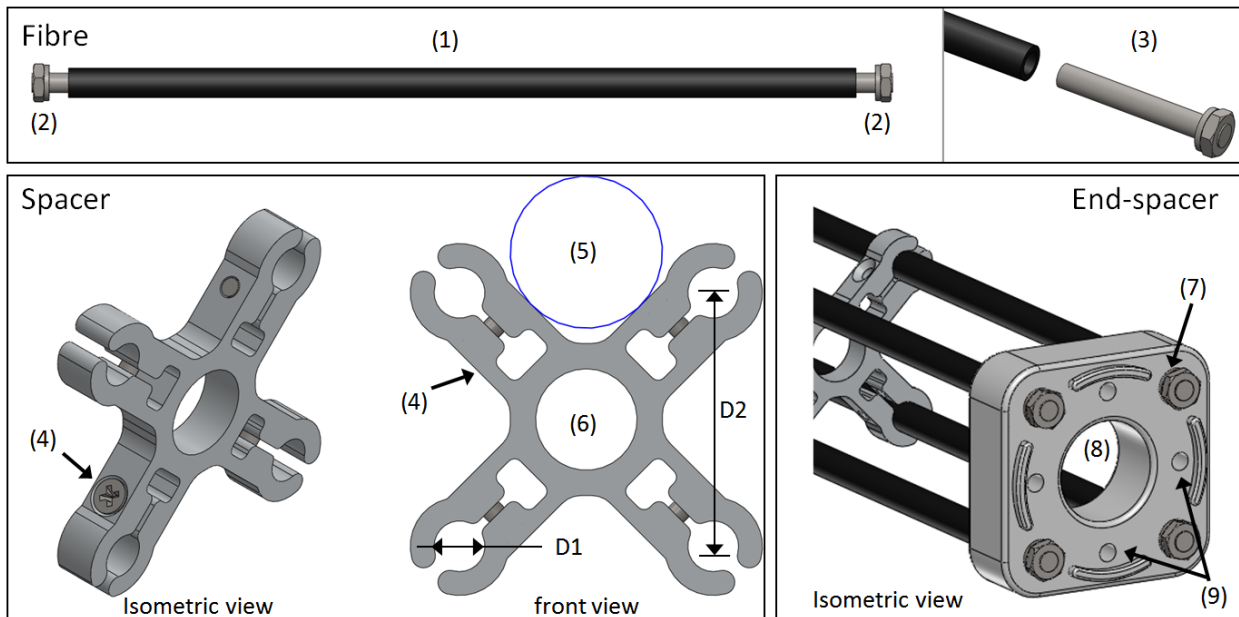 Fibre
(1)
(2)
(2)
(3)
Spacer
(4)
Isometric view
(5)
(4)
(6)
D2
D1
front view
End-spacer
(7)
(8)
(9)
Isometric view